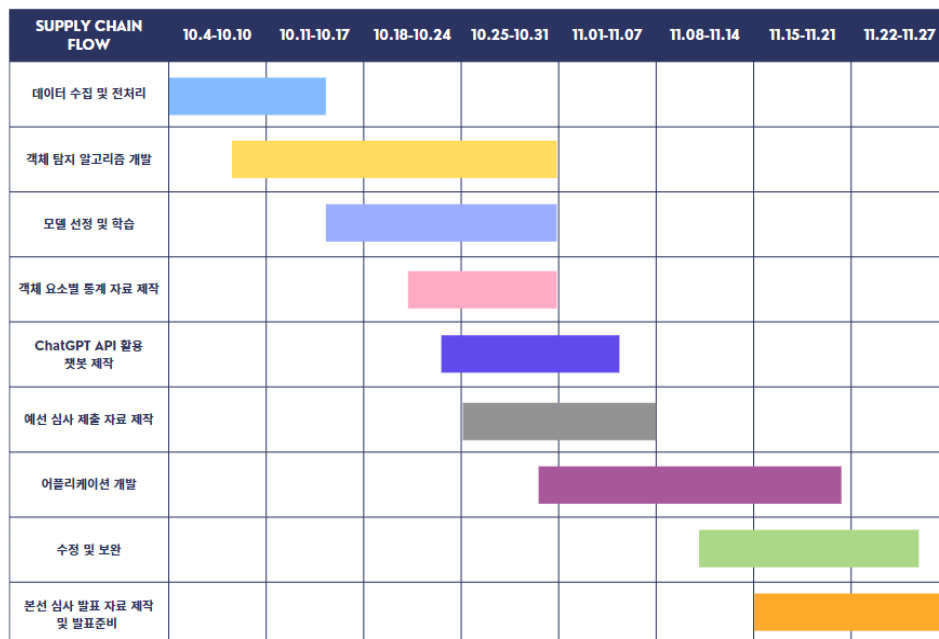 SUPPLY CHAIN
FLOW
10.4-10.10
10.11-10.17
10.18-10.24
10.25-10.31
11.01-11.07
11.08-11.14
11.15-11.21
11.22-11.27
데이터 수집 및 전처리
객체 탐지 알고리즘 개발
모델 선정 및 학습
객체 요소별 통계 자료 제작
ChatGPT API 활용
챗봇 제작
예선 심사 제출 자료 제작
어플리케이션 개발
수정 및 보완
본선 심사 발표 자료 제작
및 발표준비